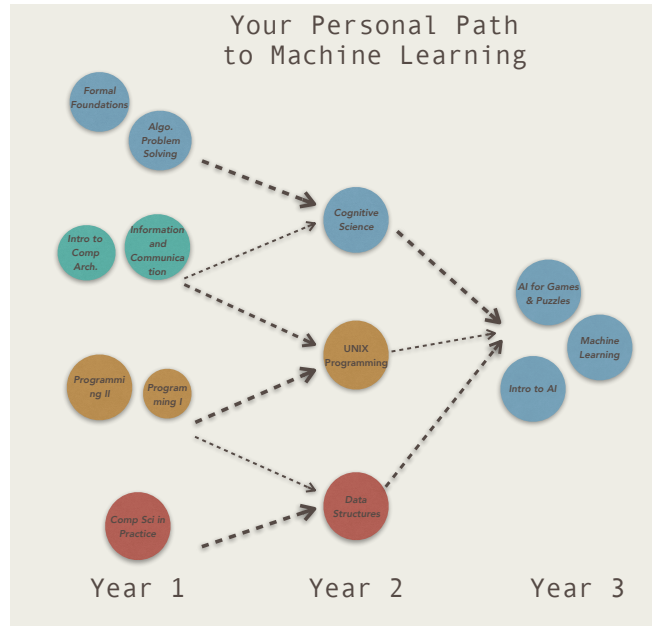 Your Personal Path
to Machine Learning
Formal
Foundations
Algo.
Problem
Solving
Intro to
Comp
Arch.
Information
and
Communica
tion
Programmi
ng II
Program
ming I
Comp Sci in
Practice
Cognitive
Science
UNIX
Programming
Data
Structures
AI for Games
& Puzzles
Machine
Learning
Intro to AI
Year 1
Year 2
Year 3